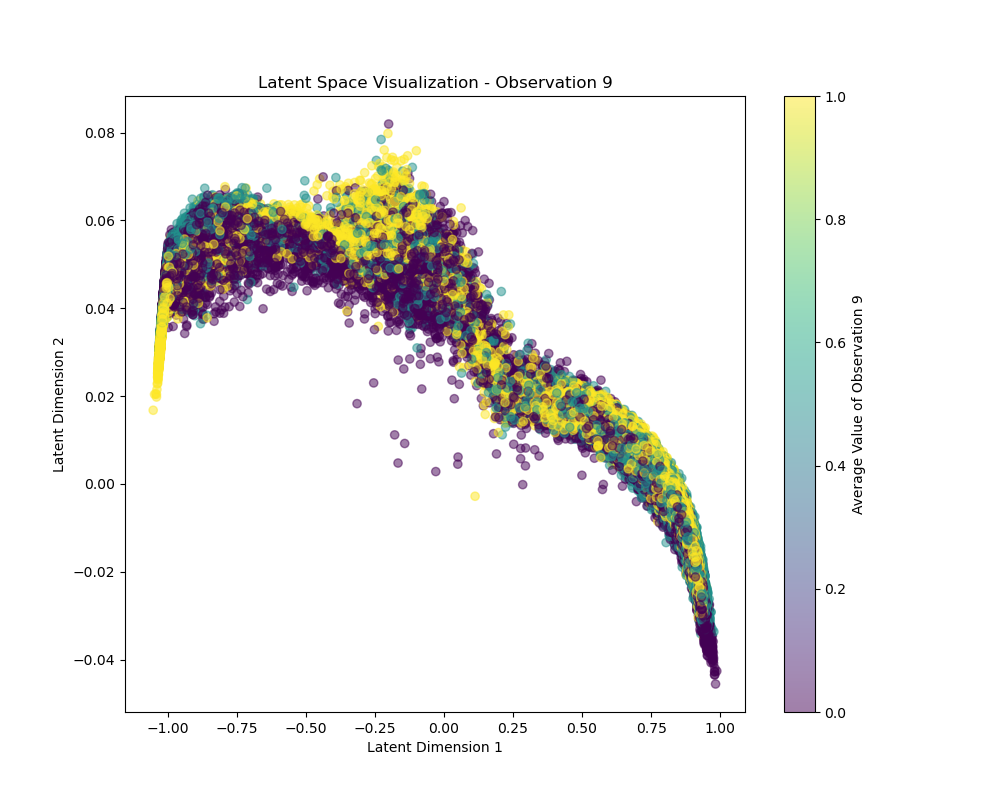 Latent Space Visualization - Observation 9
0.08
0.06
0.04
0.02
0.00
−0.02
−0.04
Latent Dimension 2
−1.00 −0.75 −0.50 −0.25 0.00 0.25 0.50 0.75 1.00
Latent Dimension 1
1.0
0.8
0.6
0.4
0.2
0.0
Average Value of Observation 9